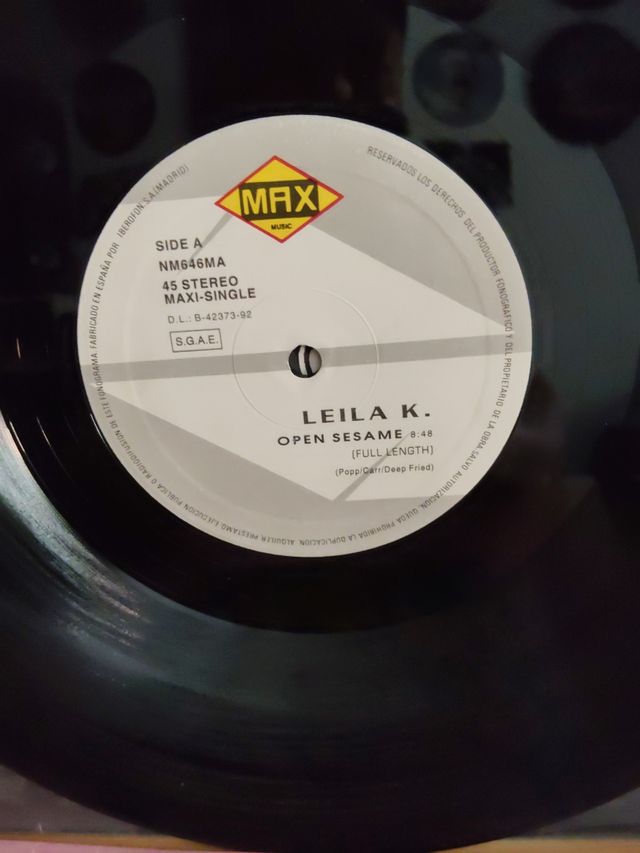 MAX
MUSIC
SIDE A
NM646MA
45 STEREO
MAXI-SINGLE
D.L.: B-42373-92
S.G.A.E.
LEILA K.
OPEN SESAME 8:48
(FULL LENGTH)
(Popp/Carr/Deep Fried)
RESERVADOS LOS DERECHOS DEL PRODUCTOR FONOGRAFICO Y DEL PROPIETARIO DE LA OBRA SALVO AUTORIZACION, QUEDA PROHIBIDA LA DUPLICACION, ALQUILER PRESTAMO, EJECUCION PUBLICA O RADIODIFUSION DE ESTE FONOGRAMA. FABRICADO EN ESPAÑA POR IBEROFON S.A.(MADRID)